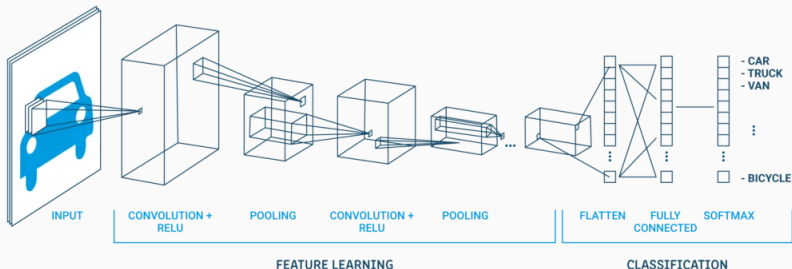 - CAR
- TRUCK
- VAN
...
...
- BICYCLE
INPUT
CONVOLUTION + RELU
POOLING
CONVOLUTION + RELU
POOLING
FLATTEN
FULLY CONNECTED
SOFTMAX
FEATURE LEARNING
CLASSIFICATION